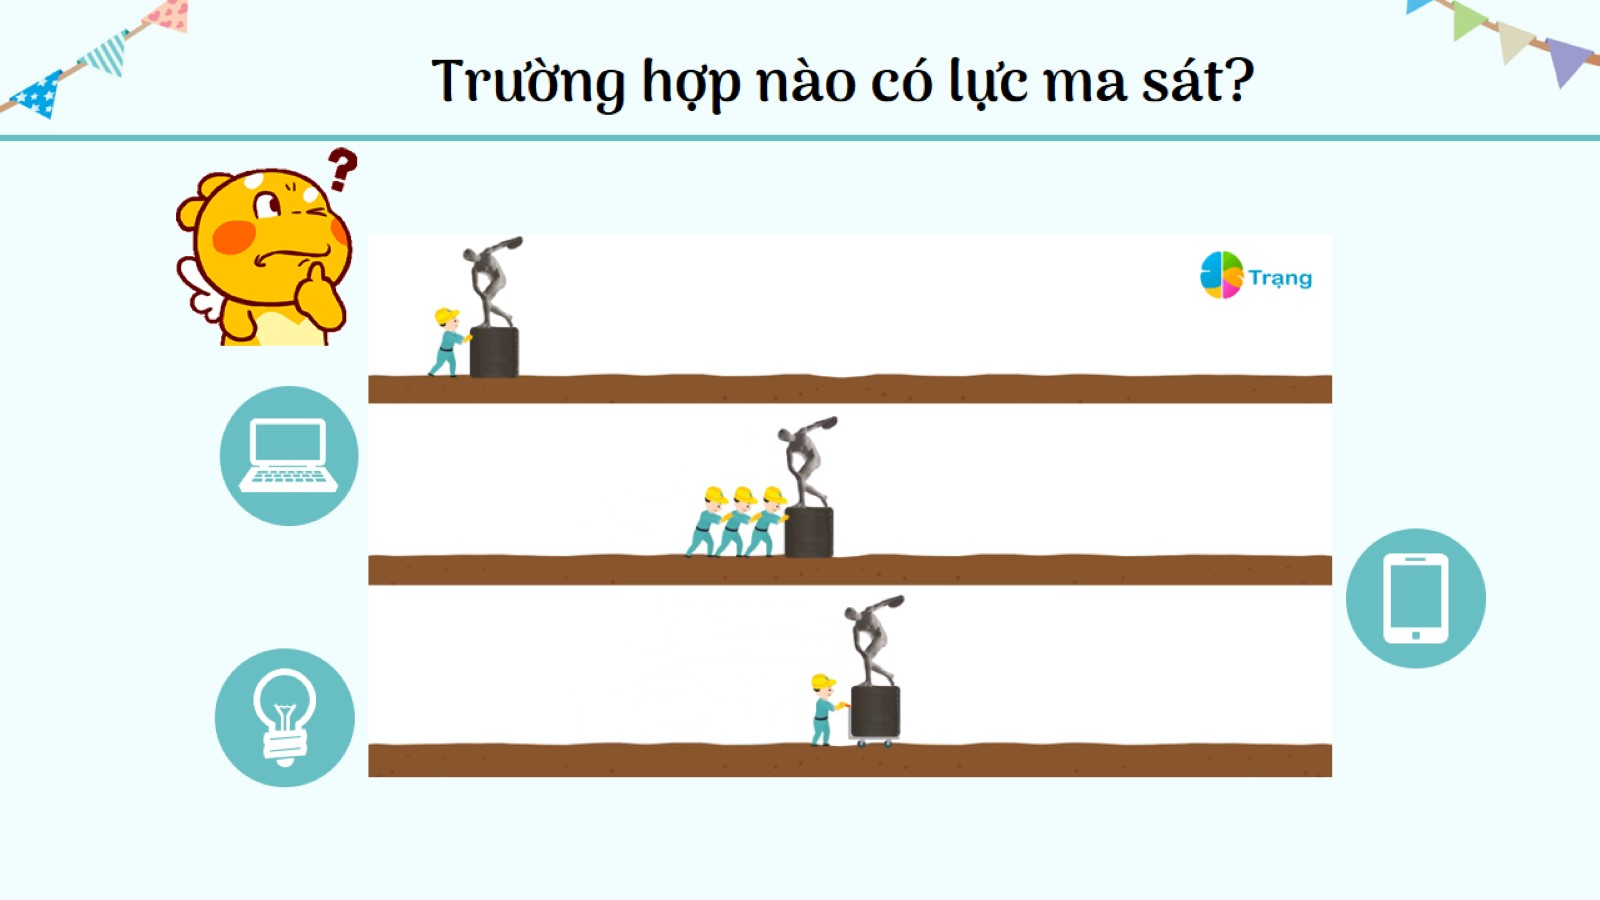 Trường hợp nào có lực ma sát?
?
Trạng